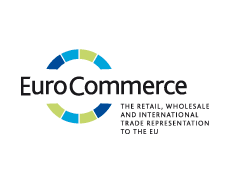 EuroCommerce
THE RETAIL, WHOLESALE
AND INTERNATIONAL
TRADE REPRESENTATION
TO THE EU